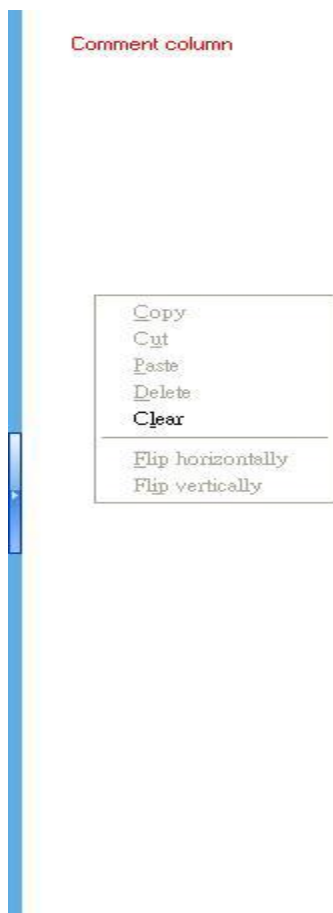 Comment column
Copy
Cut
Paste
Delete
Clear
Flip horizontally
Flip vertically